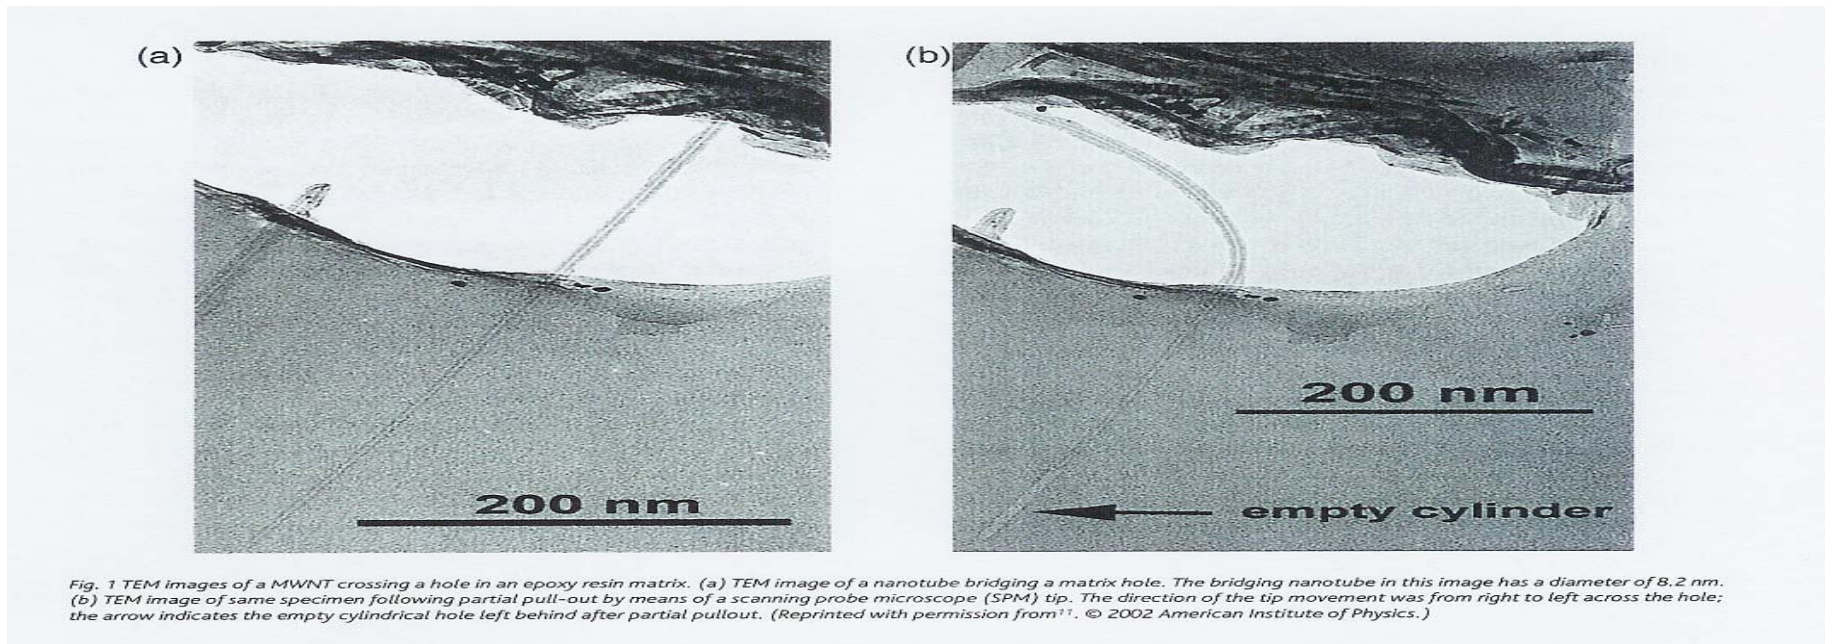 (a)
(b)
200 nm
200 nm
empty cylinder
Fig. 1 TEM images of a MWNT crossing a hole in an epoxy resin matrix. (a) TEM image of a nanotube bridging a matrix hole. The bridging nanotube in this image has a diameter of 8.2 nm.
(b) TEM image of same specimen following partial pull-out by means of a scanning probe microscope (SPM) tip. The direction of the tip movement was from right to left across the hole;
the arrow indicates the empty cylindrical hole left behind after partial pullout. (Reprinted with permission from¹¹. © 2002 American Institute of Physics.)